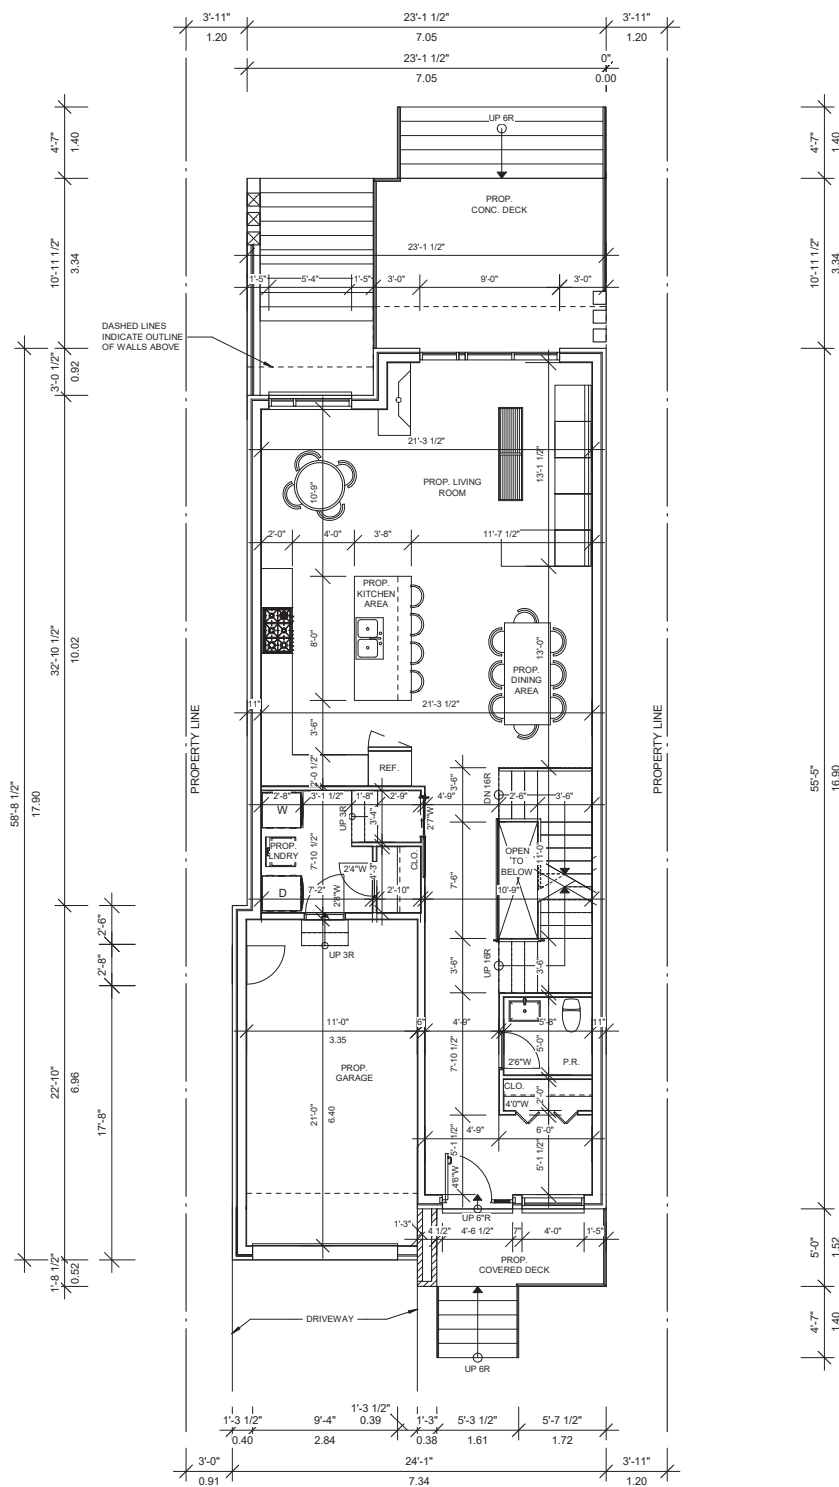 3'-11"
23'-1 1/2"
3'-11"
1.20
7.05
1.20
23'-1 1/2"
0"
7.05
0.00
4'-7"
1.40
UP 6R
4'-7"
1.40
PROP.
CONC. DECK
10'-11 1/2"
3.34
23'-1 1/2"
10'-11 1/2"
3.34
1'-5"
5'-4"
1'-5"
3'-0"
9'-0"
3'-0"
DASHED LINES
INDICATE OUTLINE
OF WALLS ABOVE
3'-0 1/2"
0.92
21'-3 1/2"
13'-1 1/2"
10'-9"
PROP. LIVING
ROOM
2'-0"
4'-0"
3'-8"
11'-7 1/2"
PROP.
KITCHEN
AREA
8'-0"
13'-0"
PROP.
DINING
AREA
32'-10 1/2"
10.02
11"
21'-3 1/2"
3'-6"
PROPERTY LINE
PROPERTY LINE
REF.
2'-0 1/2"
3'-6"
DN 16R
2'-8"
3'-1 1/2"
1'-8"
2'-9"
4'-9"
2'-6"
3'-6"
W
UP 3R
3'-4"
2'7"W
58'-8 1/2"
17.90
55'-5"
16.90
PROP.
LNDRY
7'-10 1/2"
CLO.
OPEN
TO
BELOW
11'-0"
2'4"W
4'-3"
7'-6"
D
7'-2"
2'8"W
2'-10"
10'-9"
2'-6"
2'-8"
UP 3R
3'-6"
UP 16R
3'-6"
11'-0"
3.35
6"
4'-9"
5'-8"
11"
PROP.
GARAGE
7'-10 1/2"
2'6"W
5'-0"
P.R.
22'-10"
6.96
17'-8"
21'-0"
6.40
CLO.
4'0"W
2'-0"
4'-9"
6'-0"
5'-1 1/2"
5'-1 1/2"
4'6"W
UP 6"R
1'-3"
4 1/2"
4'-6 1/2"
7"
4'-0"
1'-5"
5'-0"
1.52
1'-8 1/2"
0.52
PROP.
COVERED DECK
DRIVEWAY
4'-7"
1.40
UP 6R
1'-3 1/2"
1'-3 1/2"
9'-4"
0.39
1'-3"
5'-3 1/2"
5'-7 1/2"
0.40
2.84
0.38
1.61
1.72
3'-0"
24'-1"
3'-11"
0.91
7.34
1.20